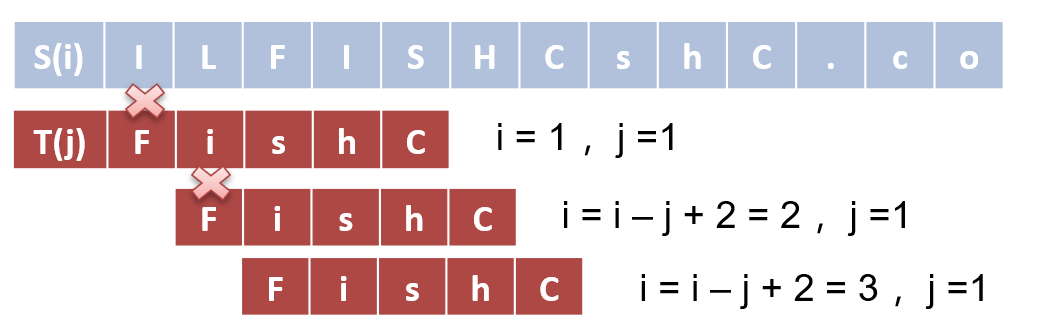 S(i) I L F I S H C s h C . c o
T(j) F i s h C i = 1 , j =1
F i s h C i = i – j + 2 = 2 , j =1
F i s h C i = i – j + 2 = 3 , j =1